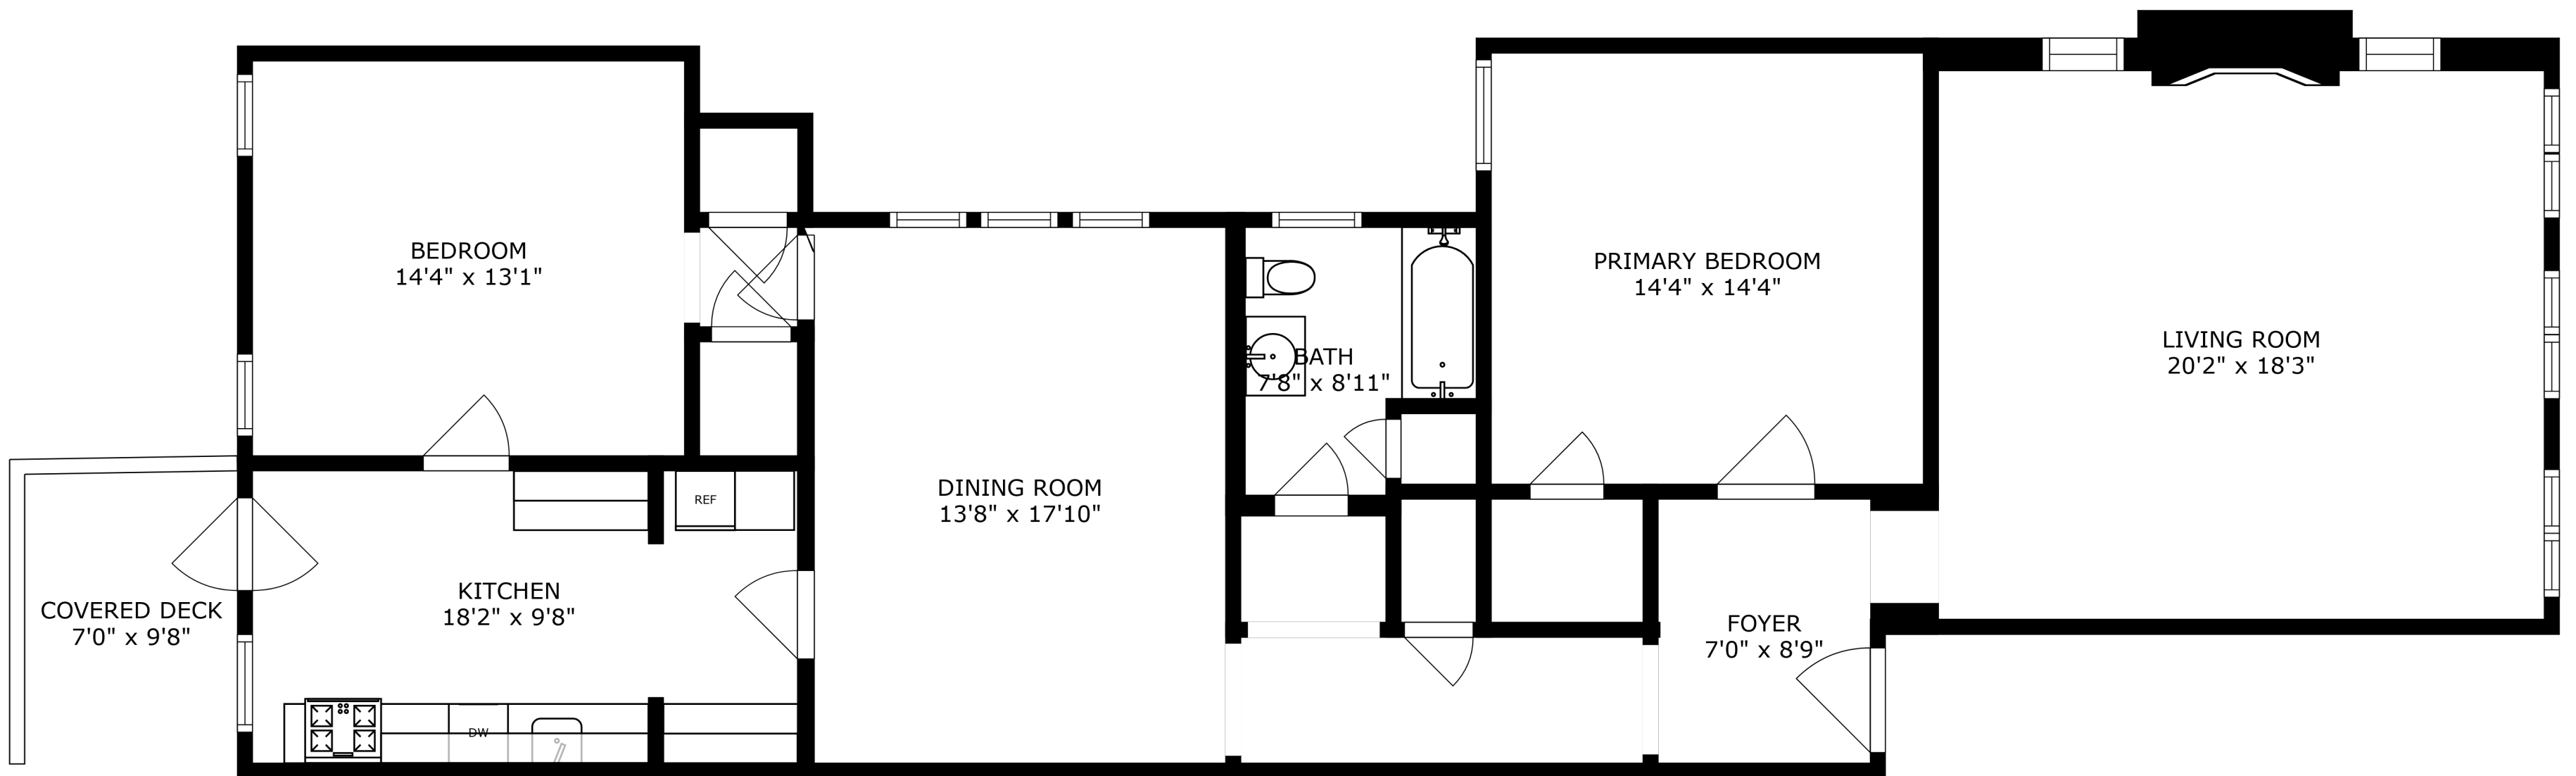 BEDROOM
14'4" x 13'1"
PRIMARY BEDROOM
14'4" x 14'4"
LIVING ROOM
20'2" x 18'3"
BATH
7'8" x 8'11"
DINING ROOM
13'8" x 17'10"
REF
KITCHEN
18'2" x 9'8"
COVERED DECK
7'0" x 9'8"
FOYER
7'0" x 8'9"
DW